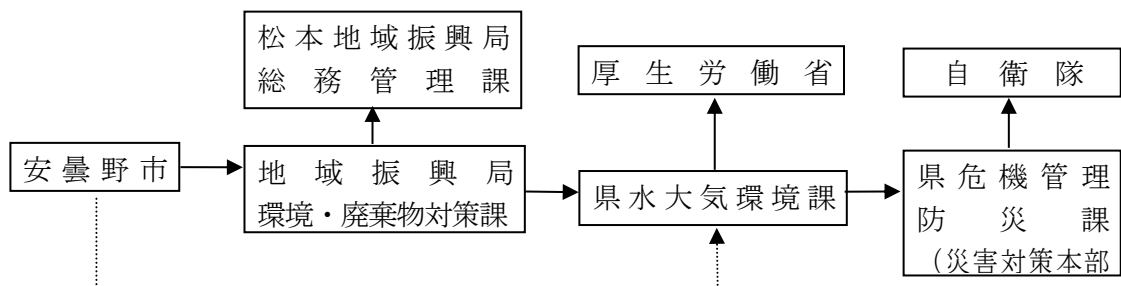 松本地域振興局
総務管理課
厚生労働省
自衛隊
安曇野市
地域振興局
環境・廃棄物対策課
県水大気環境課
県危機管理
防災課
（災害対策本部